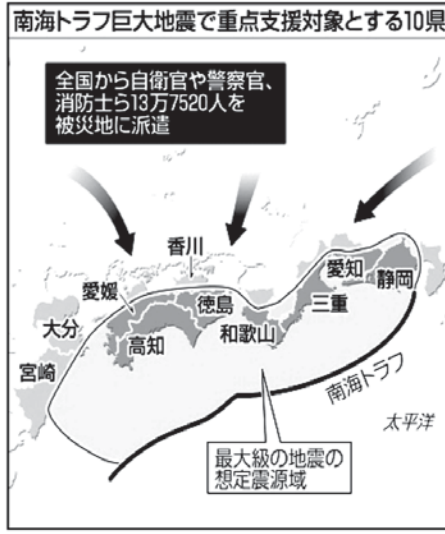 南海トラフ巨大地震で重点支援対象とする10県
全国から自衛官や警察官、
消防士ら13万7520人を
被災地に派遣
香川
愛知
静岡
愛媛
徳島
三重
大分
和歌山
高知
宮崎
南海トラフ
太平洋
最大級の地震の
想定震源域